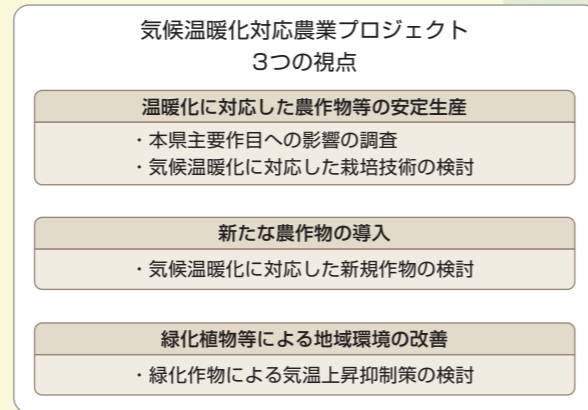 気候温暖化対応農業プロジェクト
3つの視点
温暖化に対応した農作物等の安定生産
・本県主要作目への影響の調査
・気候温暖化に対応した栽培技術の検討
新たな農作物の導入
・気候温暖化に対応した新規作物の検討
緑化植物等による地域環境の改善
・緑化作物による気温上昇抑制策の検討